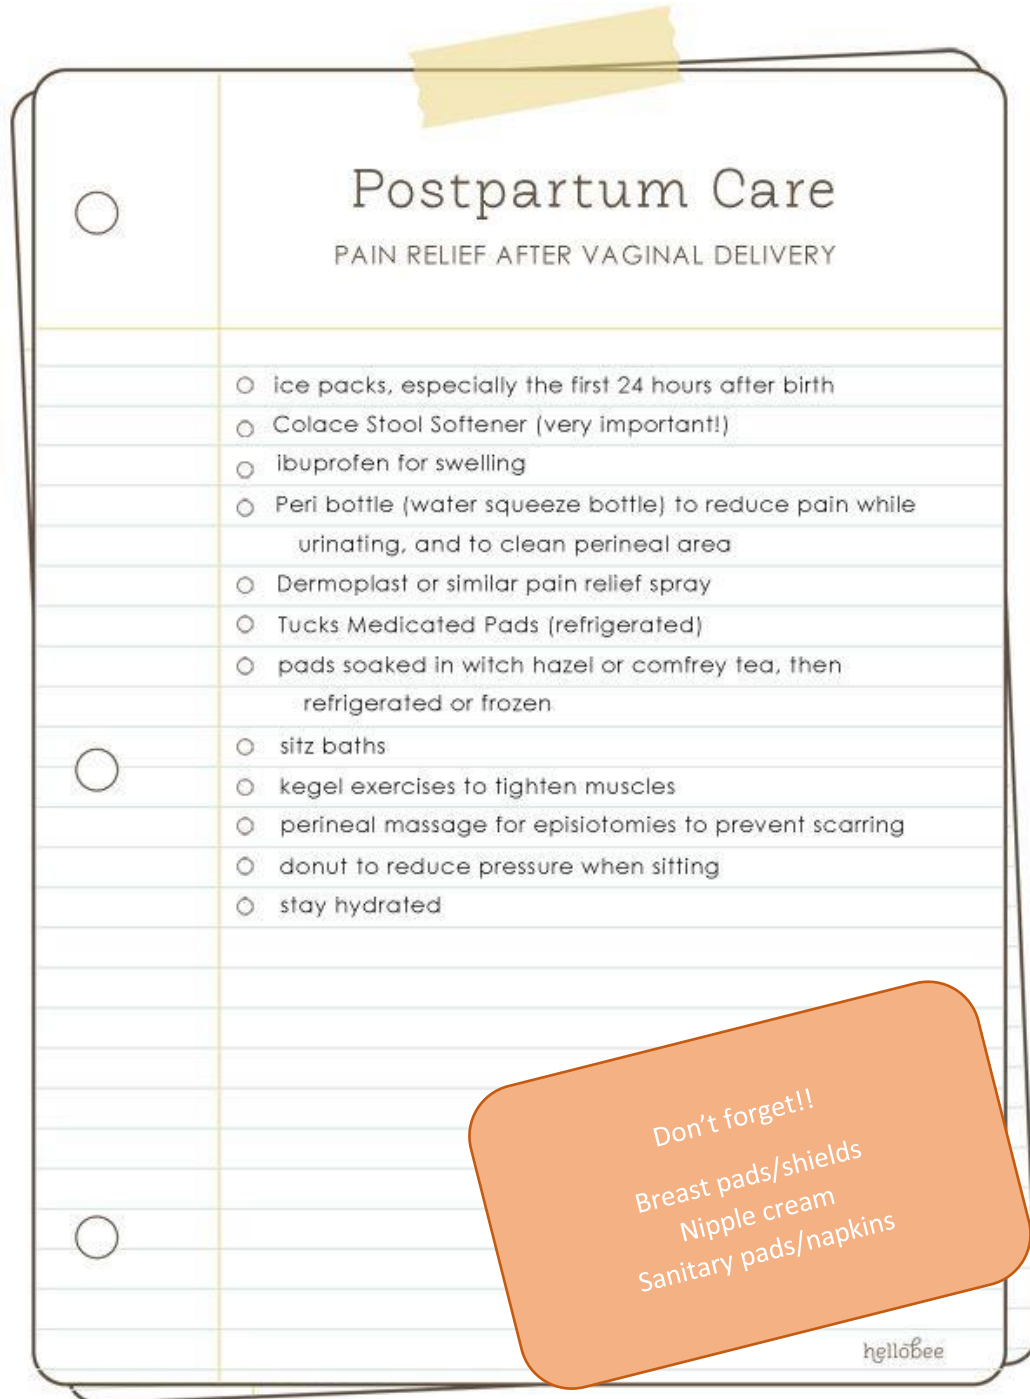 Postpartum Care
PAIN RELIEF AFTER VAGINAL DELIVERY
ice packs, especially the first 24 hours after birth
Colace Stool Softener (very important!)
ibuprofen for swelling
Peri bottle (water squeeze bottle) to reduce pain while
urinating, and to clean perineal area
Dermoplast or similar pain relief spray
Tucks Medicated Pads (refrigerated)
pads soaked in witch hazel or comfrey tea, then
refrigerated or frozen
sitz baths
kegel exercises to tighten muscles
perineal massage for episiotomies to prevent scarring
donut to reduce pressure when sitting
stay hydrated
Don't forget!!
Breast pads/shields
Nipple cream
Sanitary pads/napkins
hellobee